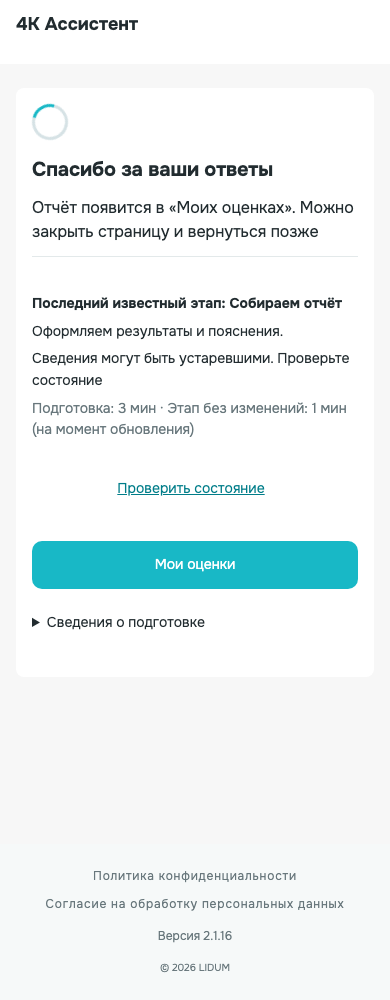 4К Ассистент
Спасибо за ваши ответы
Отчёт появится в «Моих оценках». Можно
закрыть страницу и вернуться позже
Последний известный этап: Собираем отчёт
Оформляем результаты и пояснения.
Сведения могут быть устаревшими. Проверьте
состояние
Подготовка: 3 мин · Этап без изменений: 1 мин
(на момент обновления)
Проверить состояние
Мои оценки
Сведения о подготовке
Политика конфиденциальности
Согласие на обработку персональных данных
Версия 2.1.16
© 2026 LIDUM